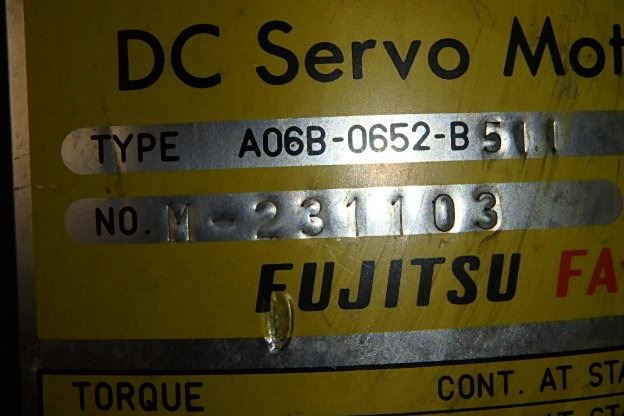 DC Servo Mot
TYPE A06B-0652-B511
NO. M-231103
FUJITSU FA
TORQUE CONT. AT STA